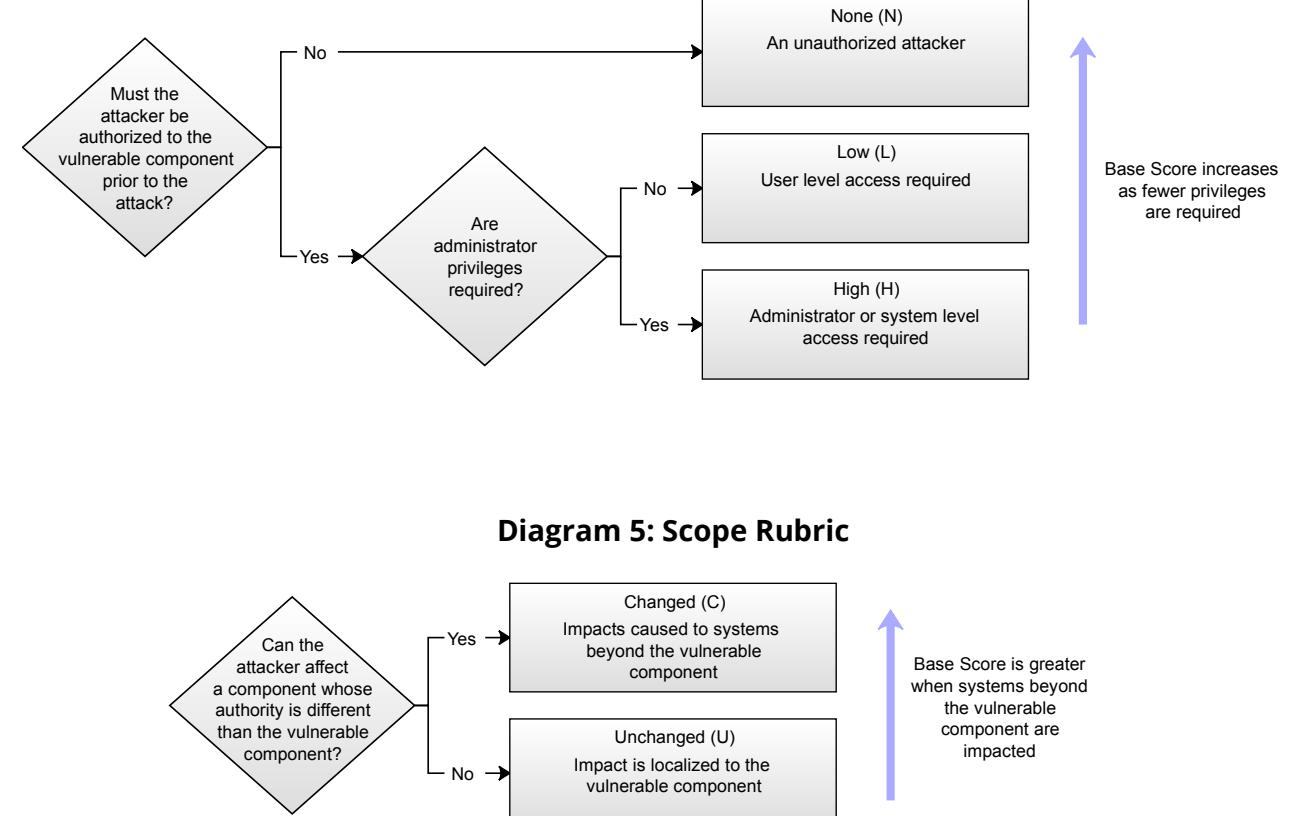 None (N)
An unauthorized attacker
No
Must the
attacker be
authorized to the
vulnerable component
prior to the
attack?
Low (L)
User level access required
Base Score increases
as fewer privileges
are required
No
Are
administrator
privileges
required?
Yes
High (H)
Administrator or system level
access required
Yes
Diagram 5: Scope Rubric
Changed (C)
Impacts caused to systems
beyond the vulnerable
component
Yes
Can the
attacker affect
a component whose
authority is different
than the vulnerable
component?
Base Score is greater
when systems beyond
the vulnerable
component are
impacted
Unchanged (U)
Impact is localized to the
vulnerable component
No